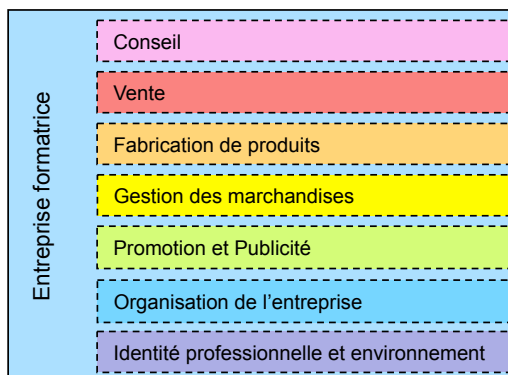 Entreprise formatrice
Conseil
Vente
Fabrication de produits
Gestion des marchandises
Promotion et Publicité
Organisation de l’entreprise
Identité professionnelle et environnement